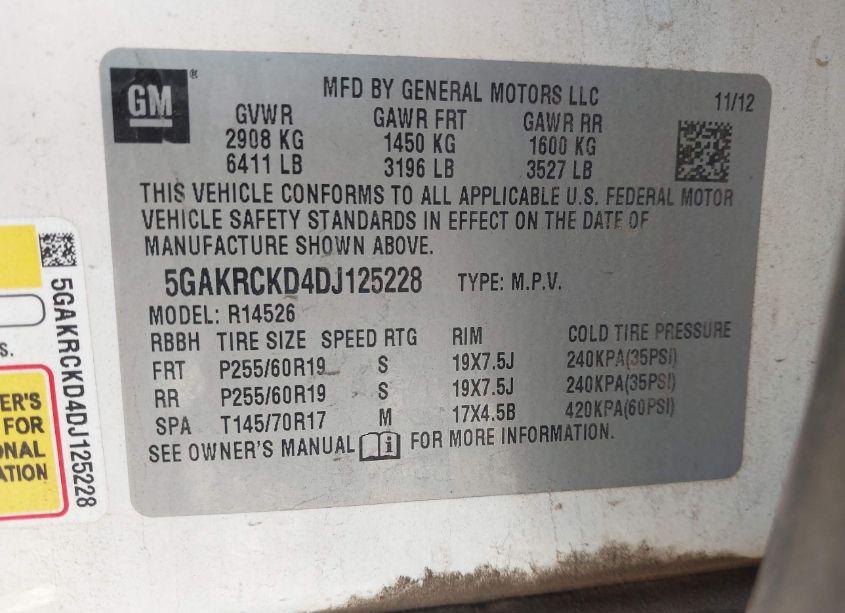 GM
®
MFD BY GENERAL MOTORS LLC
11/12
GVWR GAWR FRT GAWR RR
2908 KG 1450 KG 1600 KG
6411 LB 3196 LB 3527 LB
THIS VEHICLE CONFORMS TO ALL APPLICABLE U.S. FEDERAL MOTOR
VEHICLE SAFETY STANDARDS IN EFFECT ON THE DATE OF
MANUFACTURE SHOWN ABOVE.
5GAKRCKD4DJ125228 TYPE: M.P.V.
MODEL: R14526
RBBH TIRE SIZE SPEED RTG RIM COLD TIRE PRESSURE
FRT P255/60R19 S 19X7.5J 240KPA(35PSI)
RR P255/60R19 S 19X7.5J 240KPA(35PSI)
SPA T145/70R17 M 17X4.5B 420KPA(60PSI)
SEE OWNER'S MANUAL FOR MORE INFORMATION.
5GAKRCKD4DJ125228
S.
ER'S
FOR
ONAL
ATION